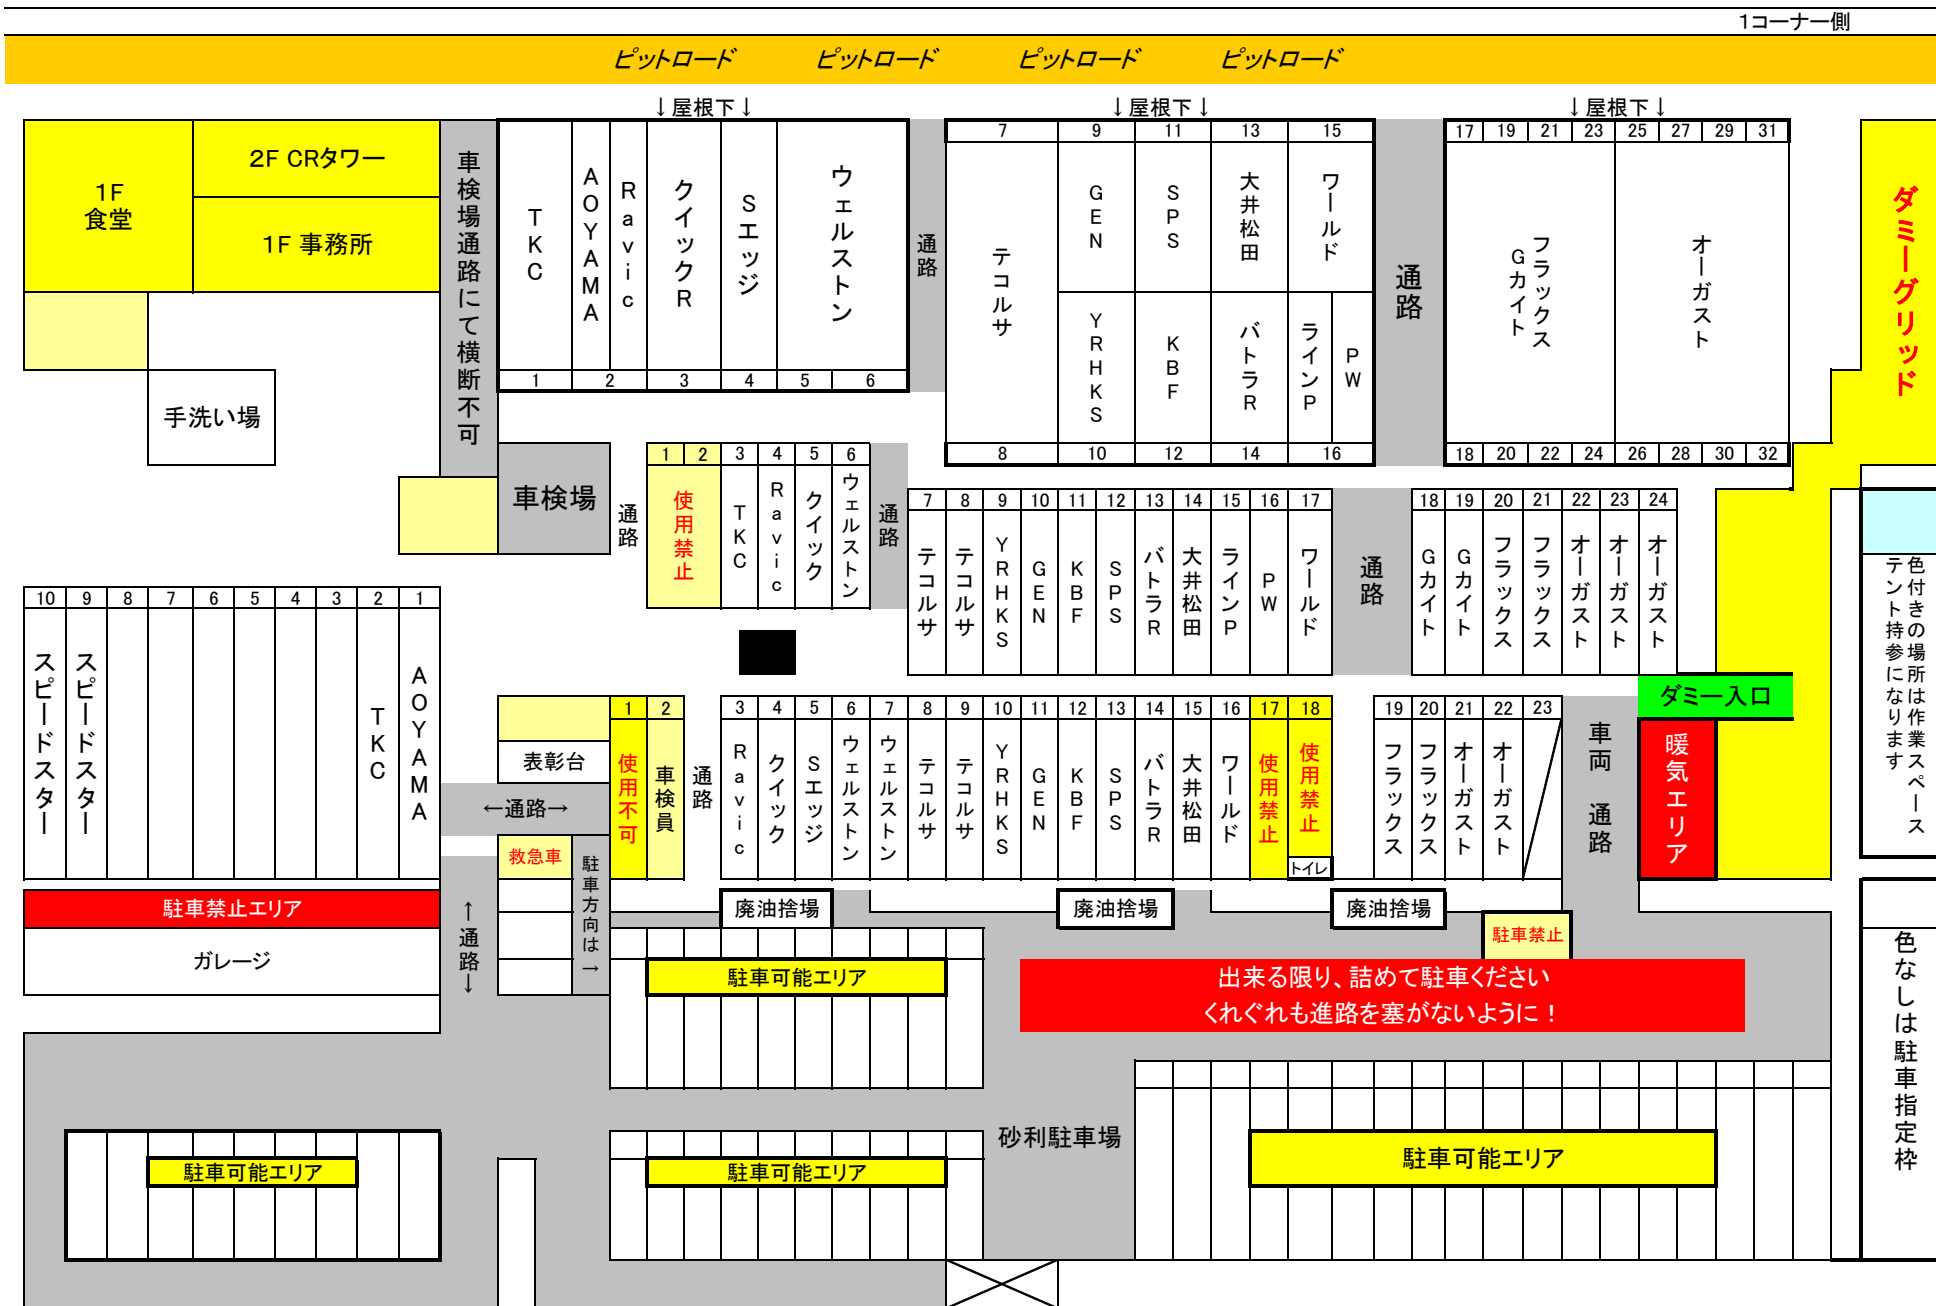 1コーナー側
ピットロード ピットロード ピットロード ピットロード
↓屋根下↓ ↓屋根下↓ ↓屋根下↓
1F
食堂
2F CRタワー
1F 事務所
車検場通路にて横断不可
TKC
AOYAMA
Ravic
クイックR
Sエッジ
ウェルストン
1 2 3 4 5 6
通路
7 9 11 13 15
テコルサ
GEN
SPS
大井松田
ワールド
YRHKS
KBF
バトラR
ラインP
PW
8 10 12 14 16
通路
17 19 21 23 25 27 29 31
フラックス
Gカイト
オーガスト
18 20 22 24 26 28 30 32
ダミーグリッド
手洗い場
車検場
通路
1 2 3 4 5 6
使用禁止
TKC
Ravic
クイック
ウェルストン
通路
7 8 9 10 11 12 13 14 15 16 17
テコルサ
テコルサ
YRHKS
GEN
KBF
SPS
バトラR
大井松田
ラインP
PW
ワールド
通路
18 19 20 21 22 23 24
Gカイト
Gカイト
フラックス
フラックス
オーガスト
オーガスト
オーガスト
色付きの場所は作業スペース
テント持参になります
10 9 8 7 6 5 4 3 2 1
スピードスター
スピードスター
TKC
AOYAMA
表彰台
←通路→
救急車
駐車方向は→
1 2
使用不可
車検員
通路
3 4 5 6 7 8 9 10 11 12 13 14 15 16 17 18
Ravic
クイック
Sエッジ
ウェルストン
ウェルストン
テコルサ
テコルサ
YRHKS
GEN
KBF
SPS
バトラR
大井松田
ワールド
使用禁止
使用禁止
トイレ
19 20 21 22 23
フラックス
フラックス
オーガスト
オーガスト
車両 通路
ダミー入口
暖気エリア
駐車禁止エリア
ガレージ
↑通路↓
廃油捨場 廃油捨場 廃油捨場
駐車禁止
駐車可能エリア
出来る限り、詰めて駐車ください
くれぐれも進路を塞がないように!
色なしは駐車指定枠
砂利駐車場
駐車可能エリア
駐車可能エリア
駐車可能エリア